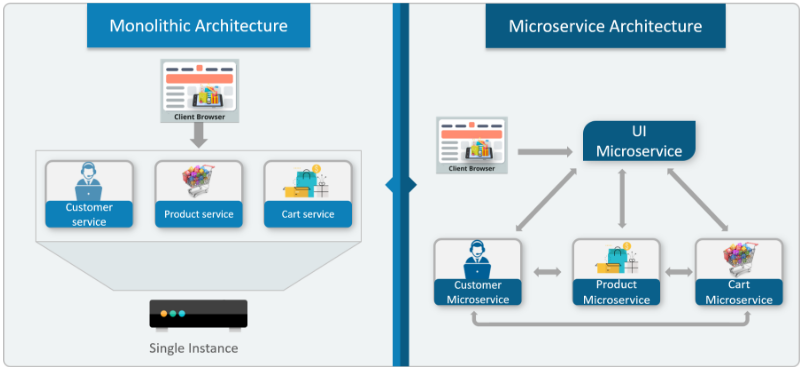 Monolithic Architecture
Client Browser
Customer
service
Product service
Cart service
Single Instance
Microservice Architecture
Client Browser
UI
Microservice
Customer
Microservice
Product
Microservice
Cart
Microservice